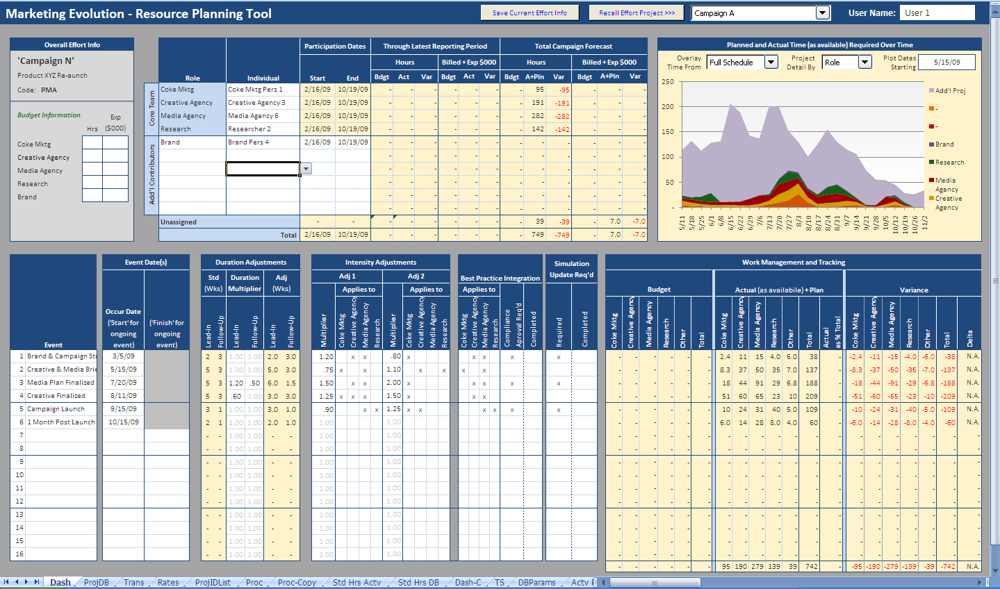 Marketing Evolution - Resource Planning Tool
Save Current Effort Info
Recall Effort Project >>>
Campaign A
User Name:
User 1
Overall Effort Info
'Campaign N'
Product XYZ Re-aunch
Code: PMA
Budget Information
Hrs
Exp
($000)
Coke Mktg
Creative Agency
Media Agency
Research
Brand
Participation Dates Through Latest Reporting Period Total Campaign Forecast
Hours Billed + Exp $000 Hours Billed + Exp $000
Role Individual Start End Bdgt Act Var Bdgt Act Var Bdgt A+Pln Var Bdgt A+Pln Var
Core Team
Coke Mktg Coke Mktg Pers 1 2/16/09 10/19/09 - - - - - - - 95 -95 - - -
Creative Agency Creative Agency 3 2/16/09 10/19/09 - - - - - - - 191 -191 - - -
Media Agency Media Agency 6 2/16/09 10/19/09 - - - - - - - 282 -282 - - -
Research Researcher 2 2/16/09 10/19/09 - - - - - - - 142 -142 - - -
Add'l Contributors
Brand Brand Pers 4 2/16/09 10/19/09 - - - - - - - - - - - -
- - - - - - - - - - - -
- - - - - - - - - - - -
- - - - - - - - - - - -
- - - - - - - - - - - -
- - - - - - - - - - - -
Unassigned - - - - - - - - - 39 -39 - 7.0 -7.0
Total 2/16/09 10/19/09 - - - - - - - 749 -749 - 7.0 -7.0
Planned and Actual Time (as available) Required Over Time
Overlay
Time From
Full Schedule
Project
Detail By
Role
Plot Dates
Starting
5/15/09
250
200
150
100
50
-
5/11 5/18 5/25 6/1 6/8 6/15 6/22 6/29 7/6 7/13 7/20 7/27 8/3 8/10 8/17 8/24 8/31 9/7 9/14 9/21 9/28 10/5 10/12 10/19 10/26 11/2
Add'l Proj
-
-
Brand
Research
Media
Agency
Creative
Agency
Event
Event Date(s)
Occur Date
('Start' for
ongoing
event)
('Finish' for
ongoing
event)
Duration Adjustments
Std
(Wks)
Duration
Multiplier
Adj
(Wks)
Lead-In Follow-Up Lead-In Follow-Up Lead-In Follow-Up
Intensity Adjustments
Adj 1 Adj 2
Applies to Applies to
Multiplier Coke Mktg Creative Agency Media Agency Research Multiplier Coke Mktg Creative Agency Media Agency Research
Best Practice Integration
Applies to
Coke Mktg Creative Agency Media Agency Research Compliance Aproval Req'd Completed
Simulation
Update Req'd
Required Completed
Work Management and Tracking
Budget Actual (as availabile) + Plan Variance
Coke Mktg Creative Agency Media Agency Research Other Total
Coke Mktg Creative Agency Media Agency Research Other Total Actual as % Total
Coke Mktg Creative Agency Media Agency Research Other Total Delta
1 Brand & Campaign Str 3/5/09 2 3 1.00 1.00 2.0 3.0 1.20 x x .80 x x x x x - - - - - - 2.4 11 15 4.0 6.0 38 - -2.4 -11 -15 -4.0 -6.0 -38 N.A.
2 Creative & Media Brie 5/15/09 5 3 1.00 1.00 5.0 3.0 .75 x x 1.10 x x x x - - - - - - 8.3 37 50 35 7.0 137 - -8.3 -37 -50 -35 -7.0 -137 N.A.
3 Media Plan Finalized 7/20/09 5 3 1.20 .50 6.0 1.5 1.50 x x 2.00 x x x x x - - - - - - 18 44 91 29 6.8 188 - -18 -44 -91 -29 -6.8 -188 N.A.
4 Creative Finalized 8/11/09 5 3 .60 1.00 3.0 3.0 1.25 x x x 1.50 x x x - - - - - - 51 60 65 23 10 209 - -51 -60 -65 -23 -10 -209 N.A.
5 Campaign Launch 9/15/09 3 1 1.00 1.00 3.0 1.0 .90 x x 1.25 x x x x x x - - - - - - 10 24 31 40 5.0 109 - -10 -24 -31 -40 -5.0 -109 N.A.
6 1 Month Post Launch 10/15/09 2 1 1.00 1.00 2.0 1.0 1.00 1.00 - - - - - - 6.0 14 28 8.0 4.0 60 - -6.0 -14 -28 -8.0 -4.0 -60 N.A.
7 - - 1.00 1.00 - - 1.00 1.00 - - - - - - - - - - - - - - - - - - - - -
8 - - 1.00 1.00 - - 1.00 1.00 - - - - - - - - - - - - - - - - - - - - -
9 - - 1.00 1.00 - - 1.00 1.00 - - - - - - - - - - - - - - - - - - - - -
10 - - 1.00 1.00 - - 1.00 1.00 - - - - - - - - - - - - - - - - - - - - -
11 - - 1.00 1.00 - - 1.00 1.00 - - - - - - - - - - - - - - - - - - - - -
12 - - 1.00 1.00 - - 1.00 1.00 - - - - - - - - - - - - - - - - - - - - -
13 - - 1.00 1.00 - - 1.00 1.00 - - - - - - - - - - - - - - - - - - - - -
14 - - 1.00 1.00 - - 1.00 1.00 - - - - - - - - - - - - - - - - - - - - -
15 - - 1.00 1.00 - - 1.00 1.00 - - - - - - - - - - - - - - - - - - - - -
16 - - 1.00 1.00 - - 1.00 1.00 - - - - - - - - - - - - - - - - - - - - -
- - - - - - 95 190 279 139 39 742 - -95 -190 -279 -139 -39 -742 N.A.
Dash ProjDB Trans Rates ProjIDList Proc Proc-Copy Std Hrs Actv Std Hrs DB Dash-C TS DBParams Actv F